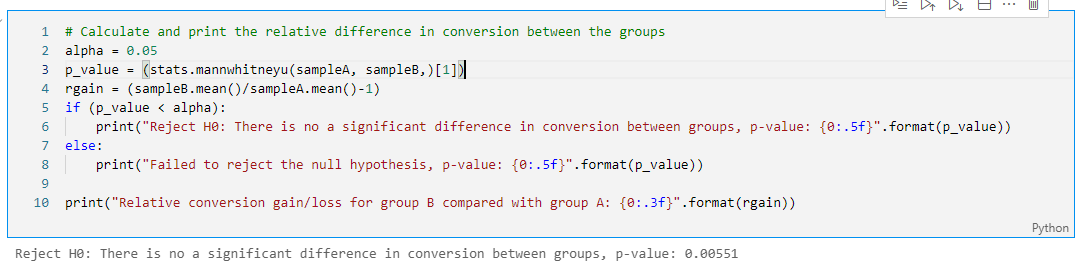 1 # Calculate and print the relative difference in conversion between the groups
2 alpha = 0.05
3 p_value = (stats.mannwhitneyu(sampleA, sampleB,)[1])
4 rgain = (sampleB.mean()/sampleA.mean()-1)
5 if (p_value < alpha):
6     print("Reject H0: There is no a significant difference in conversion between groups, p-value: {0:.5f}".format(p_value))
7 else:
8     print("Failed to reject the null hypothesis, p-value: {0:.5f}".format(p_value))
9
10 print("Relative conversion gain/loss for group B compared with group A: {0:.3f}".format(rgain))
Python
Reject H0: There is no a significant difference in conversion between groups, p-value: 0.00551